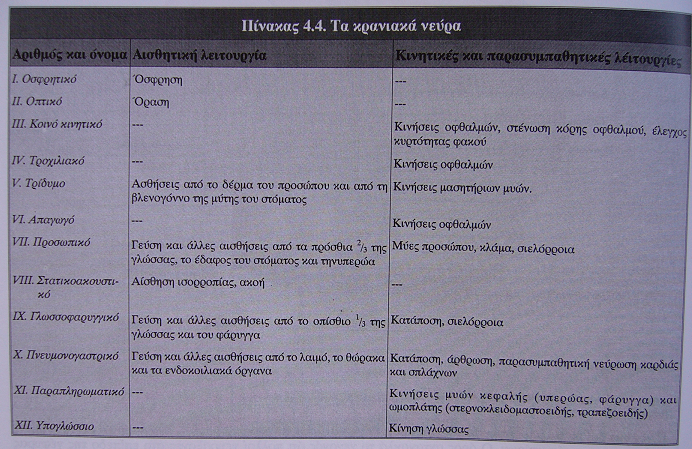 Πίνακας 4.4. Τα κρανιακά νεύρα
Αριθμός και όνομα Αισθητική λειτουργία Κινητικές και παρασυμπαθητικές λέιτουργίες
I. Οσφρητικό Όσφρηση ---
II. Οπτικό Όραση ---
III. Κοινό κινητικό --- Κινήσεις οφθαλμών, στένωση κόρης οφθαλμού, έλεγχος
κυρτότητας φακού
IV. Τροχιλιακό --- Κινήσεις οφθαλμών
V. Τρίδυμο Ασθήσεις από το δέρμα του προσώπου και από τη Κινήσεις μασητήριων μυών.
βλενογόννο της μύτης του στόματος
VI. Απαγωγό --- Κινήσεις οφθαλμών
VII. Προσωπικό Γεύση και άλλες αισθήσεις από τα πρόσθια 2/3 της Μύες προσώπου, κλάμα, σιελόρροια
γλώσσας, το έδαφος του στόματος και τηνυπερώα
VIII. Στατικοακουστι- Αίσθηση ισορροπίας, ακοή ---
κό
IX. Γλωσσοφαρυγγικό Γεύση και άλλες αισθήσεις από το οπίσθιο 1/3 της Κατάποση, σιελόρροια
γλώσσας και του φάρυγγα
X. Πνευμονογαστρικό Γεύση και άλλες αισθήσεις από το λαιμό, το θώρακα Κατάποση, άρθρωση, παρασυμπαθητική νεύρωση καρδιάς
και τα ενδοκοιλιακά όργανα και σπλάχνων
XI. Παραπληρωματικό --- Κινήσεις μυών κεφαλής (υπερώας, φάρυγγα) και
ωμοπλάτης (στερνοκλειδομαστοειδής, τραπεζοειδής)
XII. Υπογλώσσιο --- Κίνηση γλώσσας